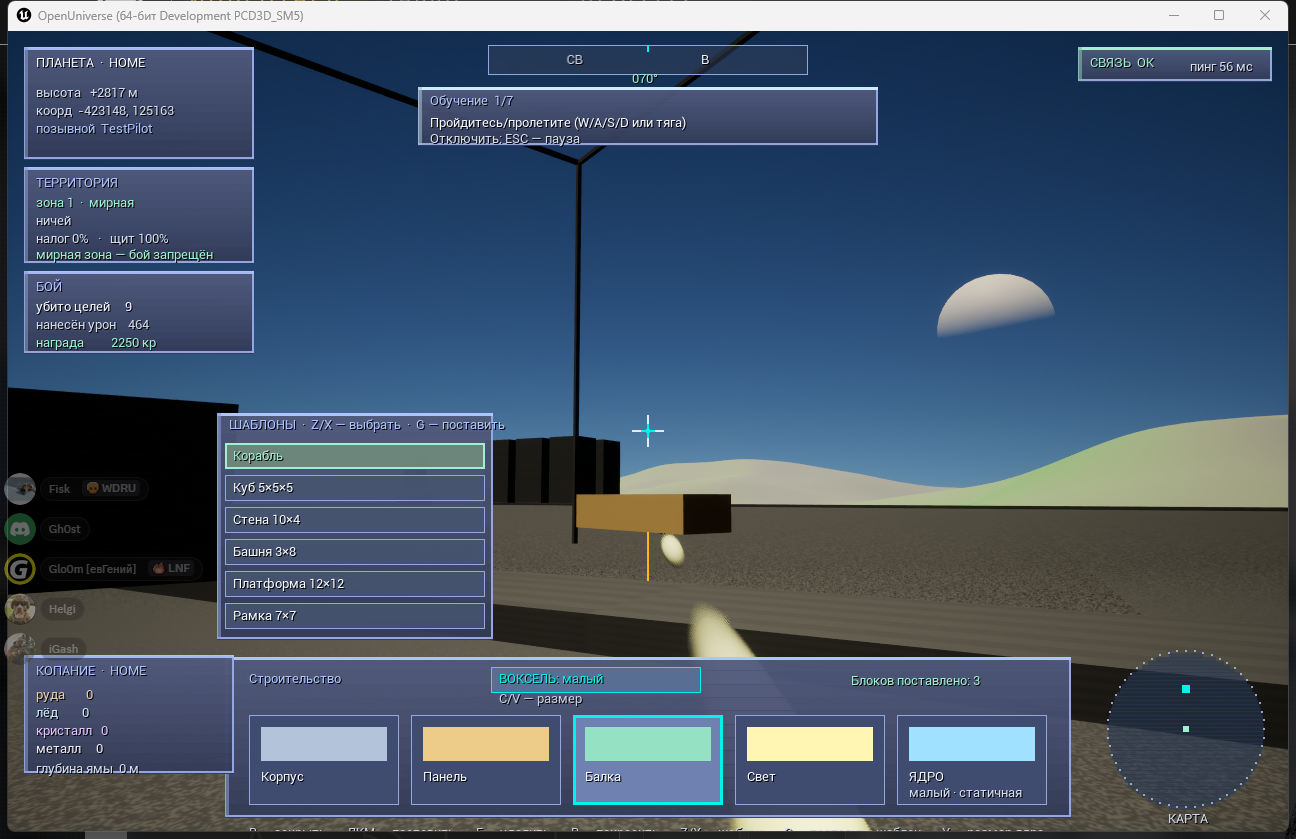 OpenUniverse (64-бит Development PCD3D_SM5)
ПЛАНЕТА · HOME
высота +2817 м
коорд -423148, 125163
позывной TestPilot
СВ В
070°
Обучение 1/7
Пройдитесь/пролетите (W/A/S/D или тяга)
Отключить: ESC — пауза
СВЯЗЬ ОК пинг 56 мс
ТЕРРИТОРИЯ
зона 1 · мирная
ничей
налог 0% · щит 100%
мирная зона — бой запрещён
БОЙ
убито целей 9
нанесён урон 464
награда 2250 кр
ШАБЛОНЫ · Z/X — выбрать · G — поставить
Корабль
Куб 5×5×5
Стена 10×4
Башня 3×8
Платформа 12×12
Рамка 7×7
Fisk WDRU
Gh0st
Glo0m [евГений] LNF
Helgi
iGash
КОПАНИЕ · HOME
руда 0
лёд 0
кристалл 0
металл 0
глубина ямы 0 м
Строительство
ВОКСЕЛЬ: малый
C/V — размер
Блоков поставлено: 3
Корпус
Панель
Балка
Свет
ЯДРО
малый · статичная
КАРТА